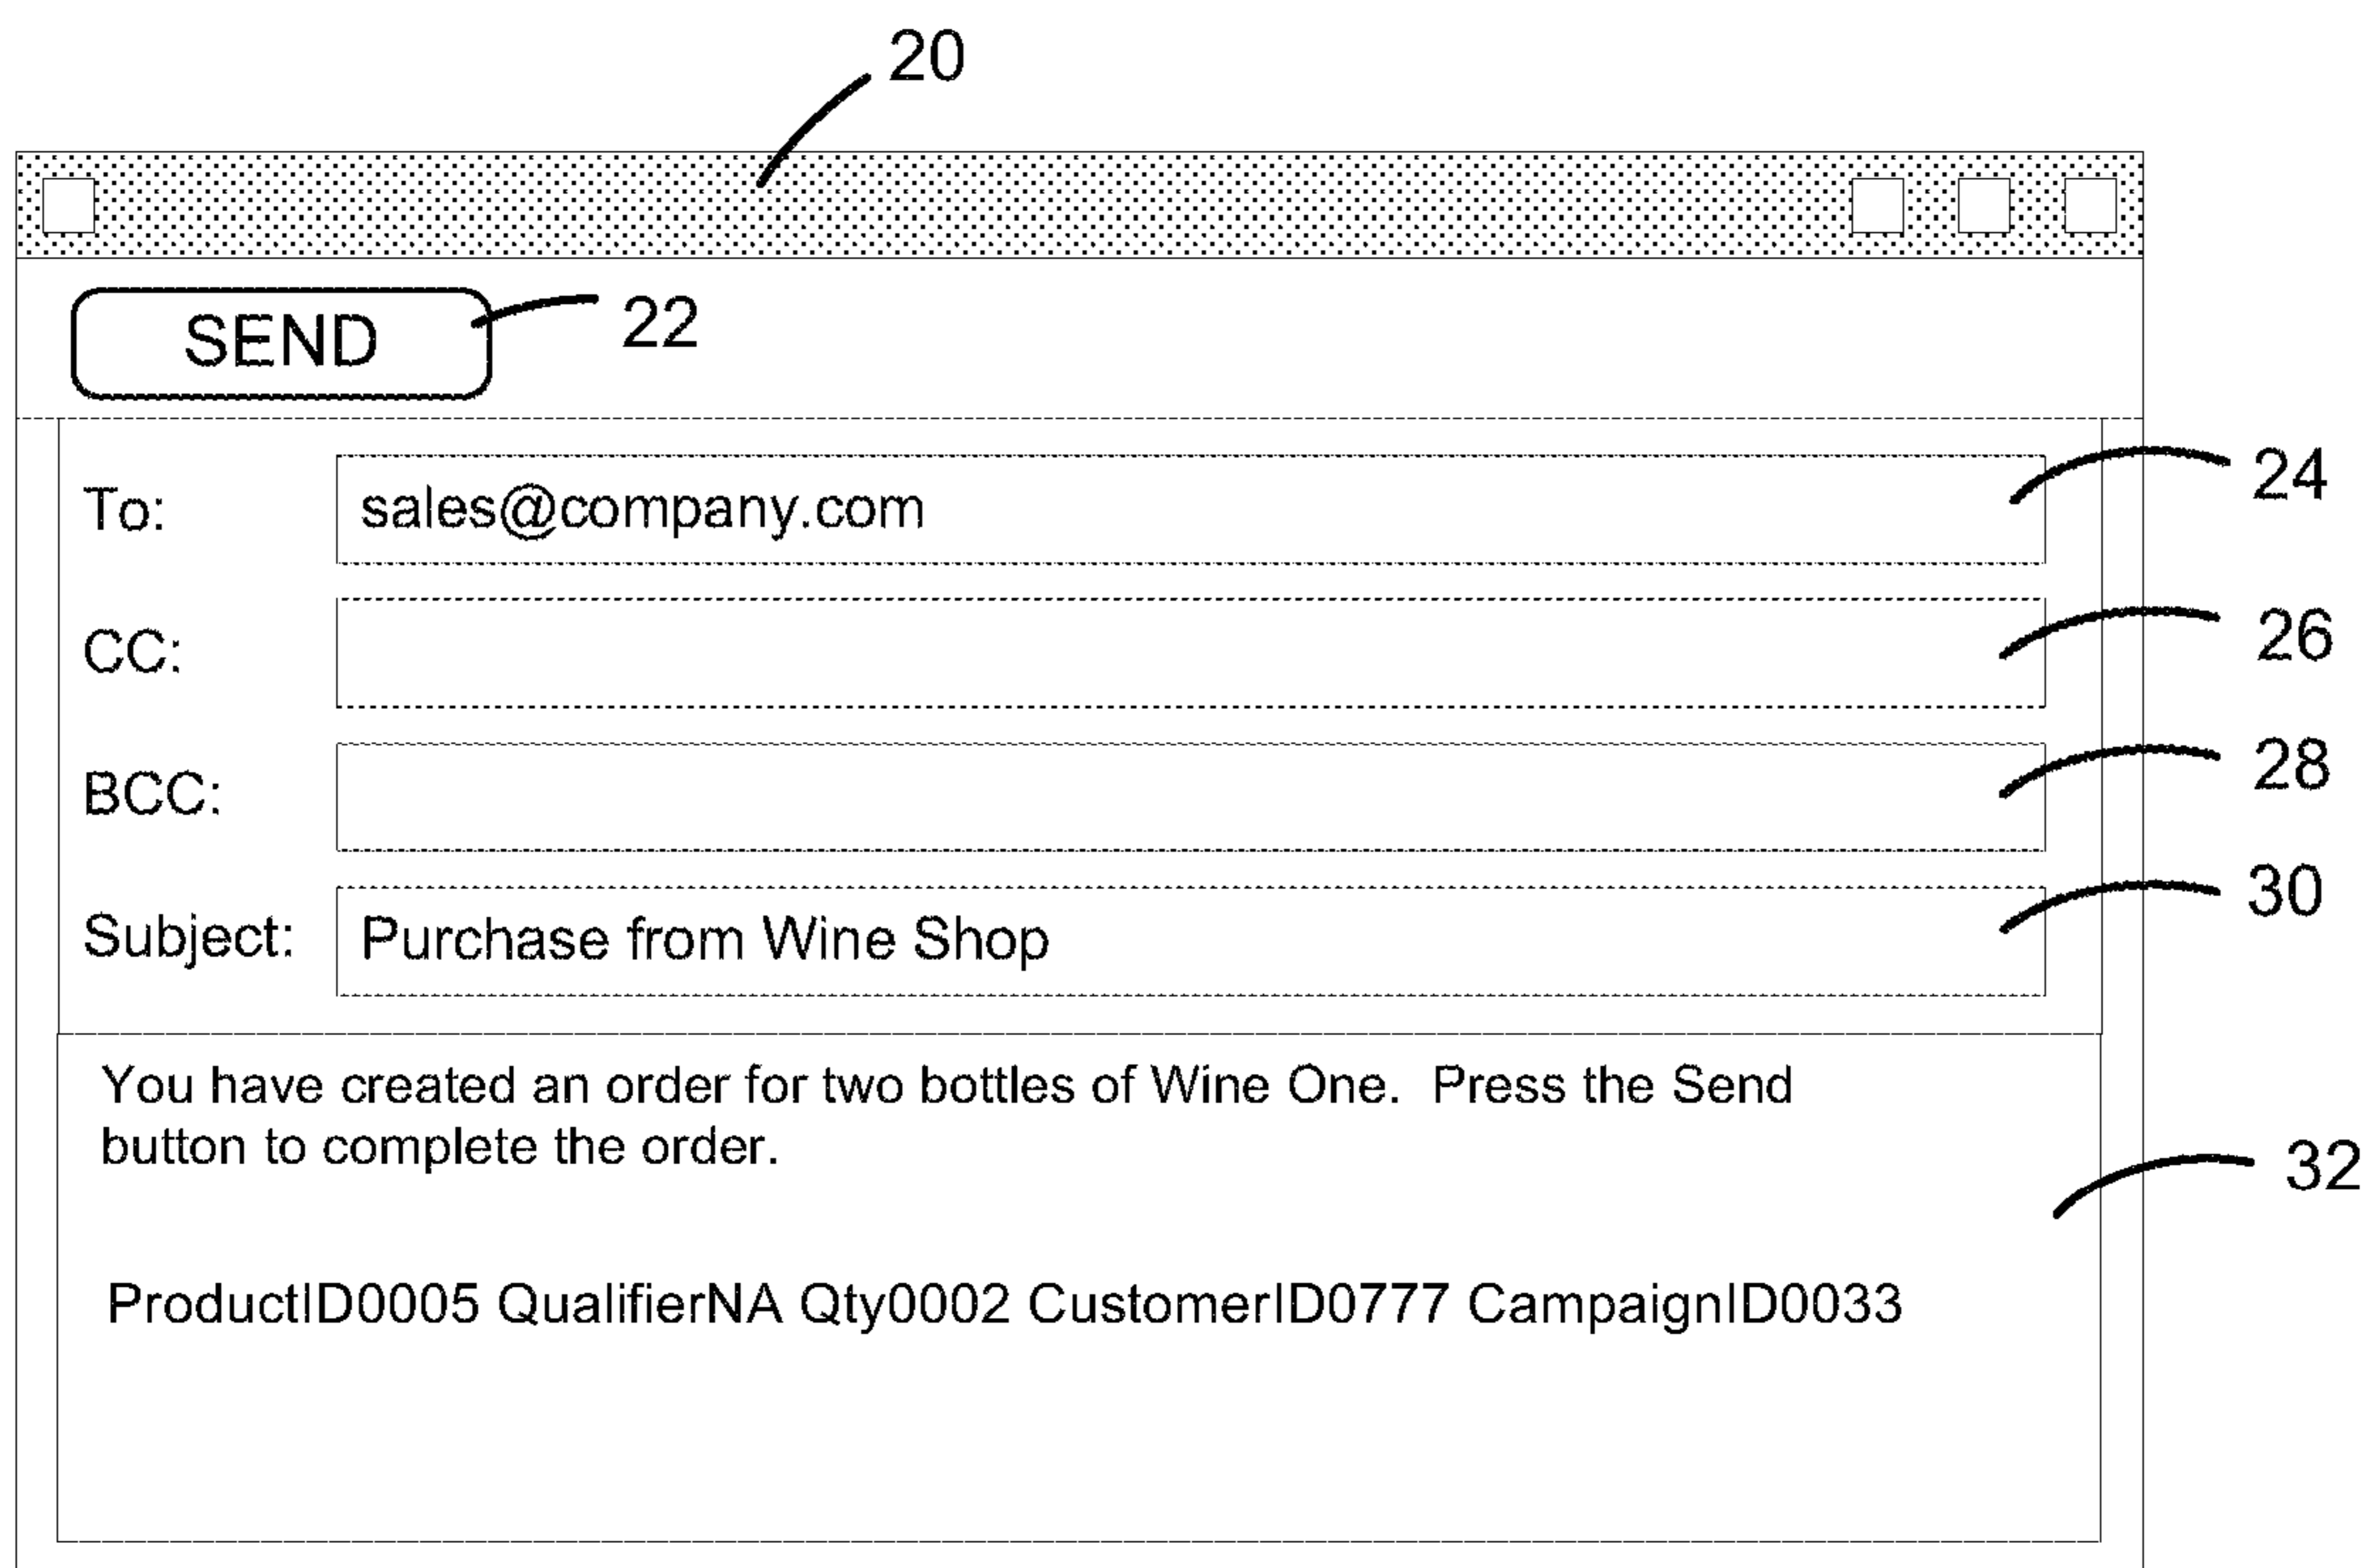 20
SEND 22
To: sales@company.com 24
CC: 26
BCC: 28
Subject: Purchase from Wine Shop 30
You have created an order for two bottles of Wine One. Press the Send
button to complete the order.
32
ProductID0005 QualifierNA Qty0002 CustomerID0777 CampaignID0033